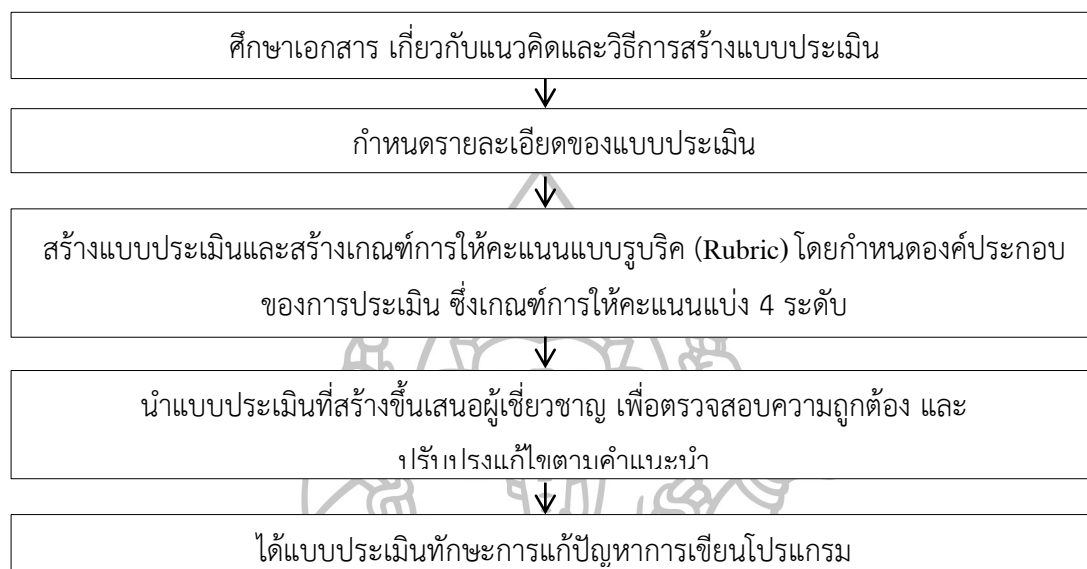 ศึกษาเอกสาร เกี่ยวกับแนวคิดและวิธีการสร้างแบบประเมิน
กำหนดรายละเอียดของแบบประเมิน
สร้างแบบประเมินและสร้างเกณฑ์การให้คะแนนแบบรูบริค (Rubric) โดยกำหนดองค์ประกอบ
ของการประเมิน ซึ่งเกณฑ์การให้คะแนนแบ่ง 4 ระดับ
นำแบบประเมินที่สร้างขึ้นเสนอผู้เชี่ยวชาญ เพื่อตรวจสอบความถูกต้อง และ
ปรับปรุงแก้ไขตามคำแนะนำ
ได้แบบประเมินทักษะการแก้ปัญหาการเขียนโปรแกรม